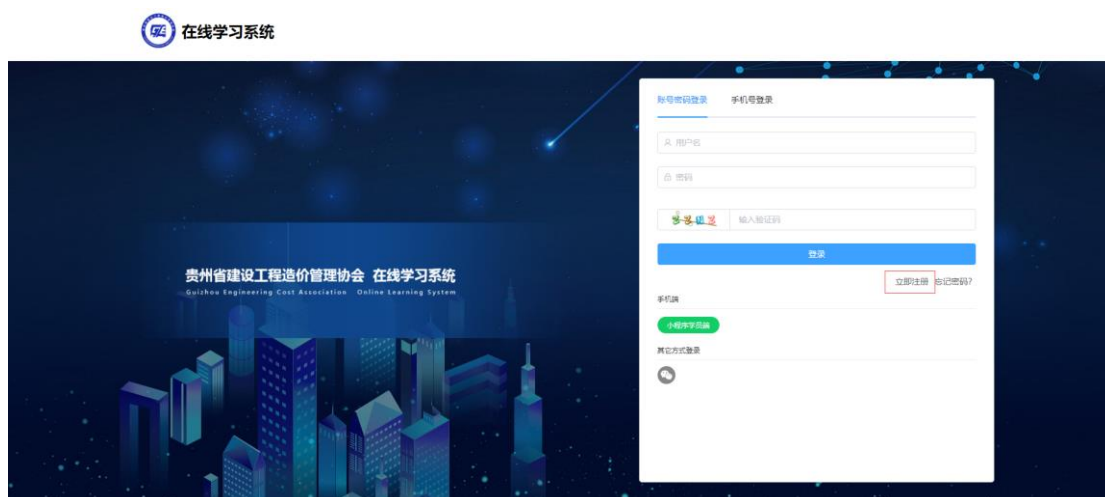 在线学习系统
账号密码登录 手机号登录
用户名
密码
输入验证码
登录
贵州省建设工程造价管理协会 在线学习系统
Guizhou Engineering Cost Association Online Learning System
立即注册 忘记密码?
手机端
小程序学员端
其它方式登录